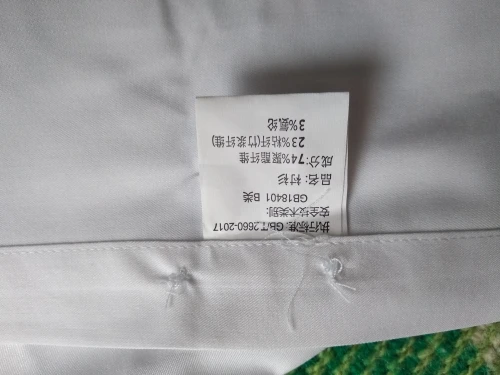 执行标准: GB/T 2660-2017
安全技术类别:
GB18401 B类
品名: 衬衫
成分:74%聚酯纤维
23%粘纤(竹浆纤维)
3%氨纶